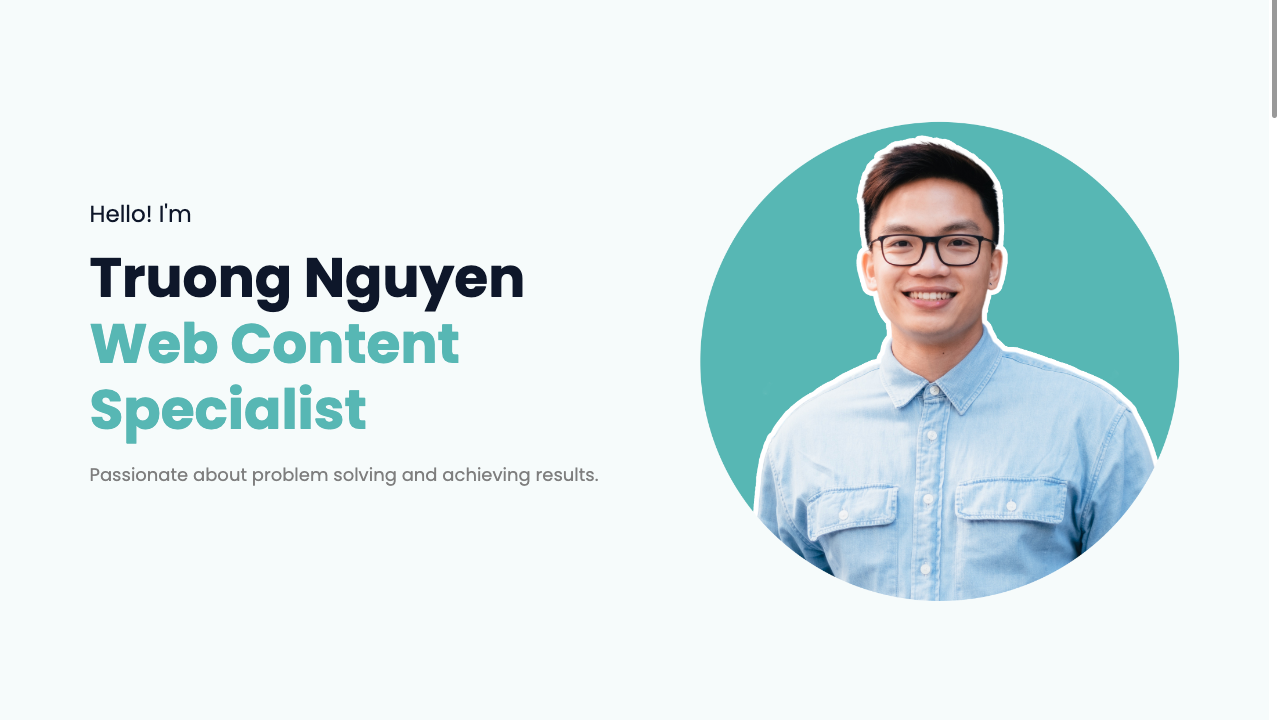 Hello! I'm
Truong Nguyen
Web Content
Specialist
Passionate about problem solving and achieving results.